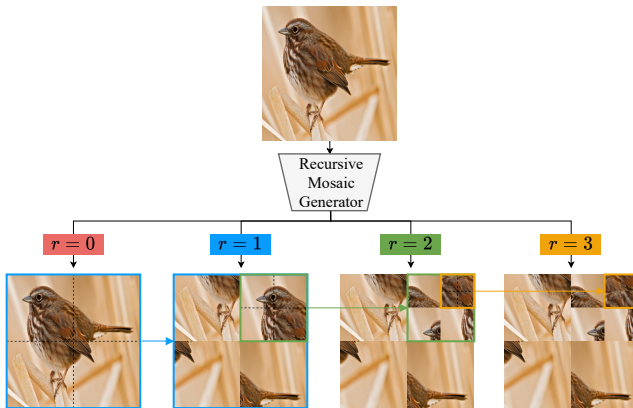 Recursive
Mosaic
Generator
r = 0
r = 1
r = 2
r = 3